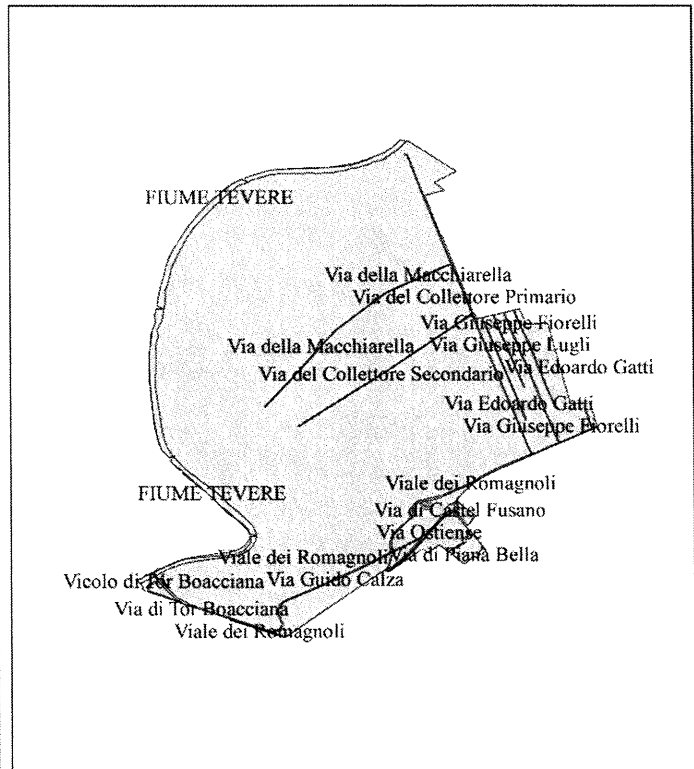 FIUME TEVERE
Via della Macchiarella
Via del Collettore Primario
Via Giuseppe Fiorelli
Via della Macchiarella
Via Giuseppe Lugli
Via del Collettore Secondario
Via Edoardo Gatti
Via Edoardo Gatti
Via Giuseppe Fiorelli
Viale dei Romagnoli
FIUME TEVERE
Via di Castel Fusano
Via Ostiense
Viale dei Romagnoli
Via di Piana Bella
Vicolo di Tor Boacciana
Via Guido Calza
Via di Tor Boacciana
Viale dei Romagnoli